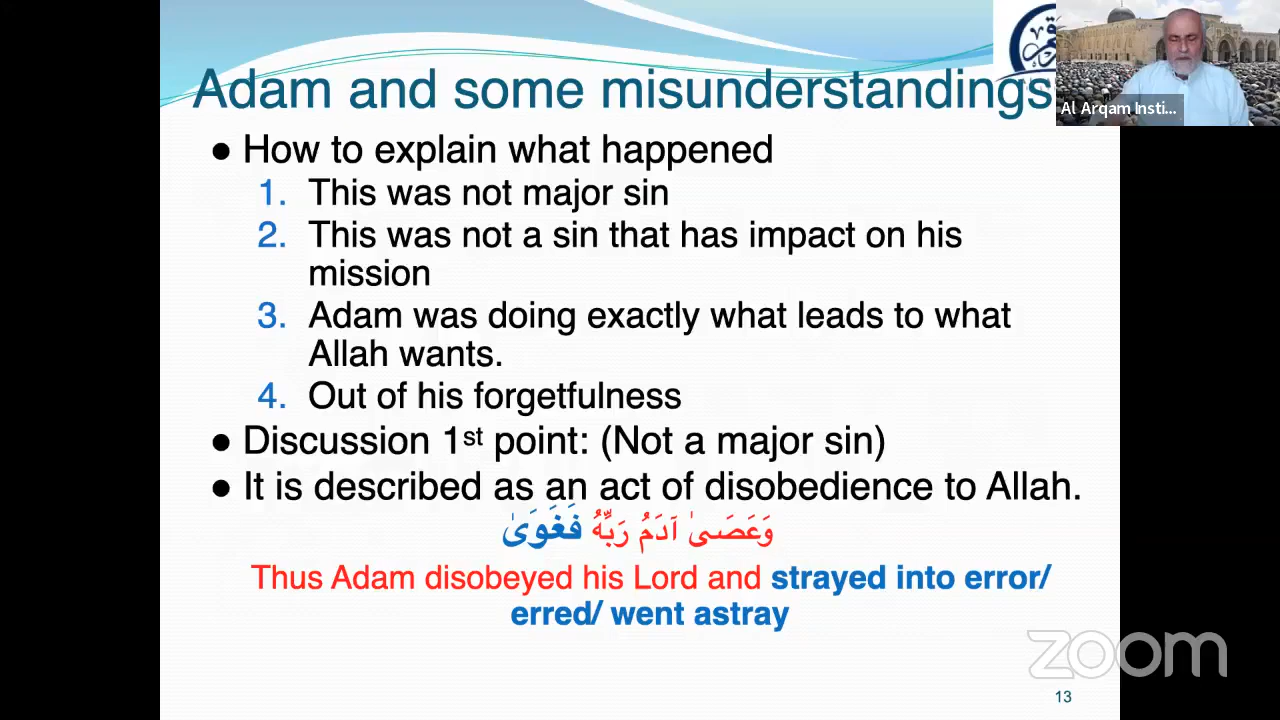 Adam and some misunderstandings
Al Arqam Insti...
● How to explain what happened
1. This was not major sin
2. This was not a sin that has impact on his
mission
3. Adam was doing exactly what leads to what
Allah wants.
4. Out of his forgetfulness
● Discussion 1st point: (Not a major sin)
● It is described as an act of disobedience to Allah.
وَعَصَىٰ آدَمُ رَبَّهُ فَغَوَىٰ
Thus Adam disobeyed his Lord and strayed into error/
erred/ went astray
zoom
13